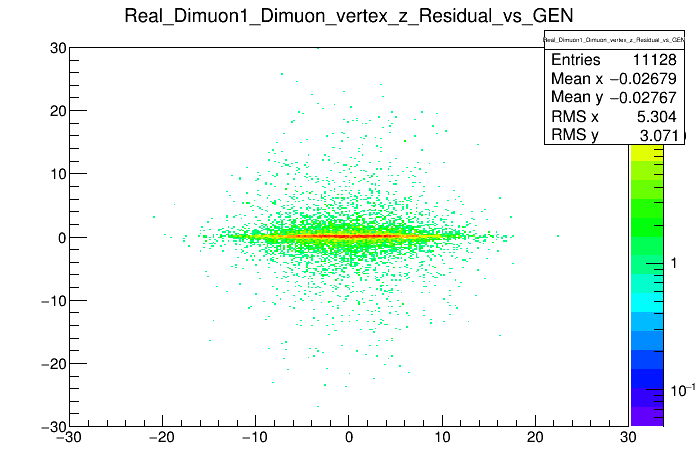 Real_Dimuon1_Dimuon_vertex_z_Residual_vs_GEN
Real_Dimuon1_Dimuon_vertex_z_Residual_vs_GEN
Entries 11128
Mean x −0.02679
Mean y −0.02767
RMS x 5.304
RMS y 3.071
30
20
10
0
−10
−20
−30
1
10−1
−30 −20 −10 0 10 20 30